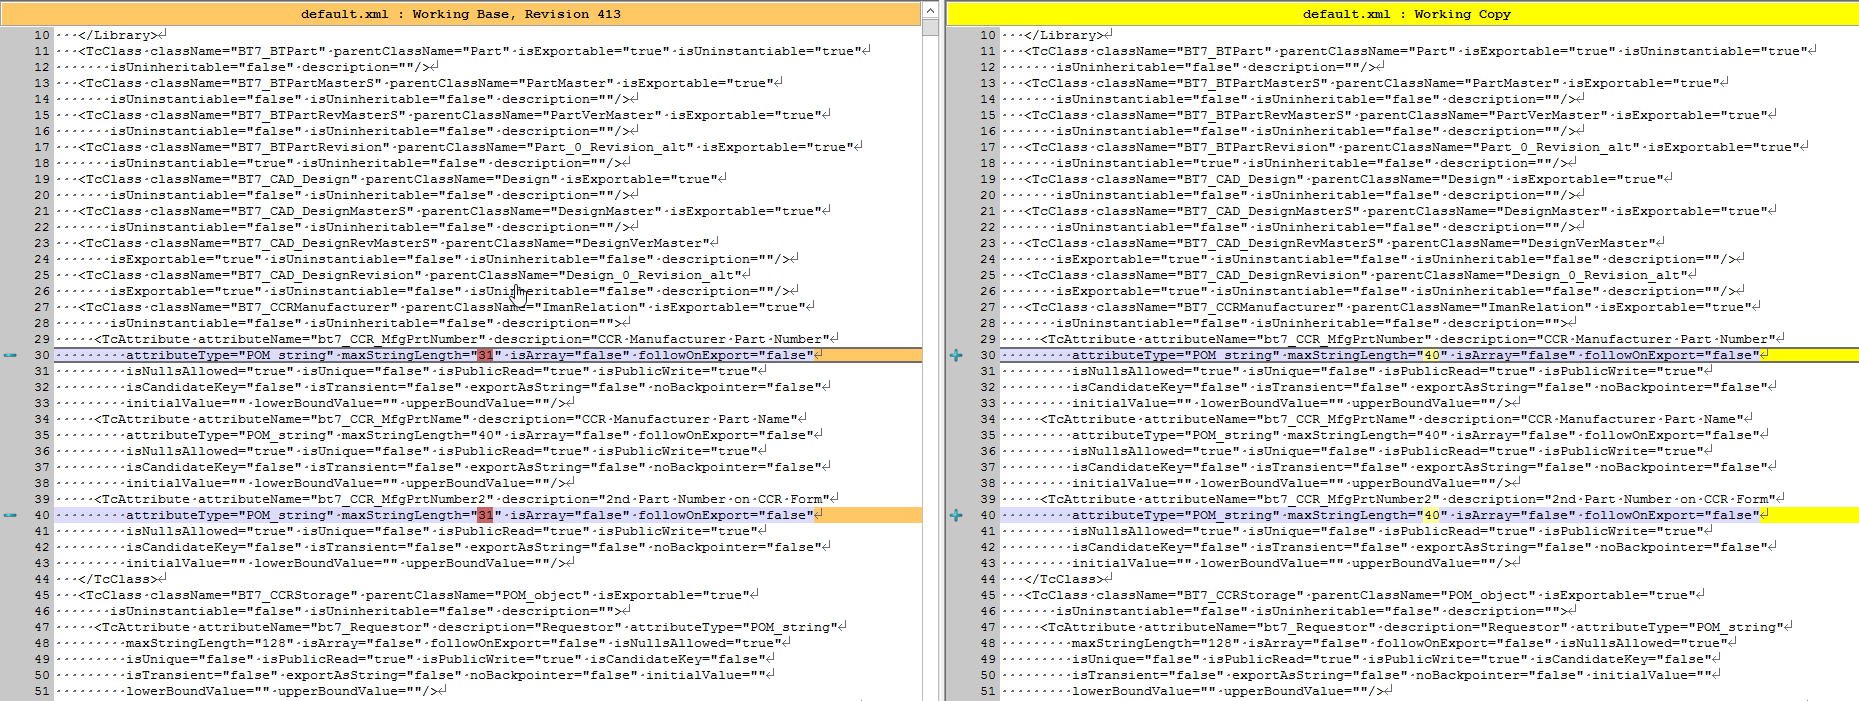 default.xml : Working Base, Revision 413
10 ····</Library>
11 ····<TcClass·className="BT7_BTPart"·parentClassName="Part"·isExportable="true"·isUninstantiable="true"
12 ········isUninheritable="false"·description=""/>
13 ····<TcClass·className="BT7_BTPartMasterS"·parentClassName="PartMaster"·isExportable="true"
14 ········isUninstantiable="false"·isUninheritable="false"·description=""/>
15 ····<TcClass·className="BT7_BTPartRevMasterS"·parentClassName="PartVerMaster"·isExportable="true"
16 ········isUninstantiable="false"·isUninheritable="false"·description=""/>
17 ····<TcClass·className="BT7_BTPartRevision"·parentClassName="Part_0_Revision_alt"·isExportable="true"
18 ········isUninstantiable="true"·isUninheritable="false"·description=""/>
19 ····<TcClass·className="BT7_CAD_Design"·parentClassName="Design"·isExportable="true"
20 ········isUninstantiable="false"·isUninheritable="false"·description=""/>
21 ····<TcClass·className="BT7_CAD_DesignMasterS"·parentClassName="DesignMaster"·isExportable="true"
22 ········isUninstantiable="false"·isUninheritable="false"·description=""/>
23 ····<TcClass·className="BT7_CAD_DesignRevMasterS"·parentClassName="DesignVerMaster"
24 ········isExportable="true"·isUninstantiable="false"·isUninheritable="false"·description=""/>
25 ····<TcClass·className="BT7_CAD_DesignRevision"·parentClassName="Design_0_Revision_alt"
26 ········isExportable="true"·isUninstantiable="false"·isUninheritable="false"·description=""/>
27 ····<TcClass·className="BT7_CCRManufacturer"·parentClassName="ImanRelation"·isExportable="true"
28 ········isUninstantiable="false"·isUninheritable="false"·description="">
29 ······<TcAttribute·attributeName="bt7_CCR_MfgPrtNumber"·description="CCR·Manufacturer·Part·Number"
30 ··········attributeType="POM_string"·maxStringLength="31"·isArray="false"·followOnExport="false"
31 ··········isNullsAllowed="true"·isUnique="false"·isPublicRead="true"·isPublicWrite="true"
32 ··········isCandidateKey="false"·isTransient="false"·exportAsString="false"·noBackpointer="false"
33 ··········initialValue=""·lowerBoundValue=""·upperBoundValue=""/>
34 ······<TcAttribute·attributeName="bt7_CCR_MfgPrtName"·description="CCR·Manufacturer·Part·Name"
35 ··········attributeType="POM_string"·maxStringLength="40"·isArray="false"·followOnExport="false"
36 ··········isNullsAllowed="true"·isUnique="false"·isPublicRead="true"·isPublicWrite="true"
37 ··········isCandidateKey="false"·isTransient="false"·exportAsString="false"·noBackpointer="false"
38 ··········initialValue=""·lowerBoundValue=""·upperBoundValue=""/>
39 ······<TcAttribute·attributeName="bt7_CCR_MfgPrtNumber2"·description="2nd·Part·Number·on·CCR·Form"
40 ··········attributeType="POM_string"·maxStringLength="31"·isArray="false"·followOnExport="false"
41 ··········isNullsAllowed="true"·isUnique="false"·isPublicRead="true"·isPublicWrite="true"
42 ··········isCandidateKey="false"·isTransient="false"·exportAsString="false"·noBackpointer="false"
43 ··········initialValue=""·lowerBoundValue=""·upperBoundValue=""/>
44 ····</TcClass>
45 ····<TcClass·className="BT7_CCRStorage"·parentClassName="POM_object"·isExportable="true"
46 ········isUninstantiable="false"·isUninheritable="false"·description="">
47 ······<TcAttribute·attributeName="bt7_Requestor"·description="Requestor"·attributeType="POM_string"
48 ··········maxStringLength="128"·isArray="false"·followOnExport="false"·isNullsAllowed="true"
49 ··········isUnique="false"·isPublicRead="true"·isPublicWrite="true"·isCandidateKey="false"
50 ··········isTransient="false"·exportAsString="false"·noBackpointer="false"·initialValue=""
51 ··········lowerBoundValue=""·upperBoundValue=""/>
default.xml : Working Copy
10 ····</Library>
11 ····<TcClass·className="BT7_BTPart"·parentClassName="Part"·isExportable="true"·isUninstantiable="true"
12 ········isUninheritable="false"·description=""/>
13 ····<TcClass·className="BT7_BTPartMasterS"·parentClassName="PartMaster"·isExportable="true"
14 ········isUninstantiable="false"·isUninheritable="false"·description=""/>
15 ····<TcClass·className="BT7_BTPartRevMasterS"·parentClassName="PartVerMaster"·isExportable="true"
16 ········isUninstantiable="false"·isUninheritable="false"·description=""/>
17 ····<TcClass·className="BT7_BTPartRevision"·parentClassName="Part_0_Revision_alt"·isExportable="true"
18 ········isUninstantiable="true"·isUninheritable="false"·description=""/>
19 ····<TcClass·className="BT7_CAD_Design"·parentClassName="Design"·isExportable="true"
20 ········isUninstantiable="false"·isUninheritable="false"·description=""/>
21 ····<TcClass·className="BT7_CAD_DesignMasterS"·parentClassName="DesignMaster"·isExportable="true"
22 ········isUninstantiable="false"·isUninheritable="false"·description=""/>
23 ····<TcClass·className="BT7_CAD_DesignRevMasterS"·parentClassName="DesignVerMaster"
24 ········isExportable="true"·isUninstantiable="false"·isUninheritable="false"·description=""/>
25 ····<TcClass·className="BT7_CAD_DesignRevision"·parentClassName="Design_0_Revision_alt"
26 ········isExportable="true"·isUninstantiable="false"·isUninheritable="false"·description=""/>
27 ····<TcClass·className="BT7_CCRManufacturer"·parentClassName="ImanRelation"·isExportable="true"
28 ········isUninstantiable="false"·isUninheritable="false"·description="">
29 ······<TcAttribute·attributeName="bt7_CCR_MfgPrtNumber"·description="CCR·Manufacturer·Part·Number"
30 ··········attributeType="POM_string"·maxStringLength="40"·isArray="false"·followOnExport="false"
31 ··········isNullsAllowed="true"·isUnique="false"·isPublicRead="true"·isPublicWrite="true"
32 ··········isCandidateKey="false"·isTransient="false"·exportAsString="false"·noBackpointer="false"
33 ··········initialValue=""·lowerBoundValue=""·upperBoundValue=""/>
34 ······<TcAttribute·attributeName="bt7_CCR_MfgPrtName"·description="CCR·Manufacturer·Part·Name"
35 ··········attributeType="POM_string"·maxStringLength="40"·isArray="false"·followOnExport="false"
36 ··········isNullsAllowed="true"·isUnique="false"·isPublicRead="true"·isPublicWrite="true"
37 ··········isCandidateKey="false"·isTransient="false"·exportAsString="false"·noBackpointer="false"
38 ··········initialValue=""·lowerBoundValue=""·upperBoundValue=""/>
39 ······<TcAttribute·attributeName="bt7_CCR_MfgPrtNumber2"·description="2nd·Part·Number·on·CCR·Form"
40 ··········attributeType="POM_string"·maxStringLength="40"·isArray="false"·followOnExport="false"
41 ··········isNullsAllowed="true"·isUnique="false"·isPublicRead="true"·isPublicWrite="true"
42 ··········isCandidateKey="false"·isTransient="false"·exportAsString="false"·noBackpointer="false"
43 ··········initialValue=""·lowerBoundValue=""·upperBoundValue=""/>
44 ····</TcClass>
45 ····<TcClass·className="BT7_CCRStorage"·parentClassName="POM_object"·isExportable="true"
46 ········isUninstantiable="false"·isUninheritable="false"·description="">
47 ······<TcAttribute·attributeName="bt7_Requestor"·description="Requestor"·attributeType="POM_string"
48 ··········maxStringLength="128"·isArray="false"·followOnExport="false"·isNullsAllowed="true"
49 ··········isUnique="false"·isPublicRead="true"·isPublicWrite="true"·isCandidateKey="false"
50 ··········isTransient="false"·exportAsString="false"·noBackpointer="false"·initialValue=""
51 ··········lowerBoundValue=""·upperBoundValue=""/>